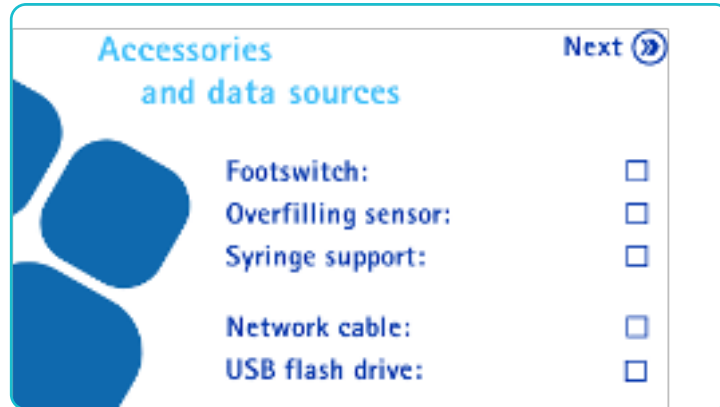 Accessories
and data sources
Next
Footswitch:
Overfilling sensor:
Syringe support:
Network cable:
USB flash drive: